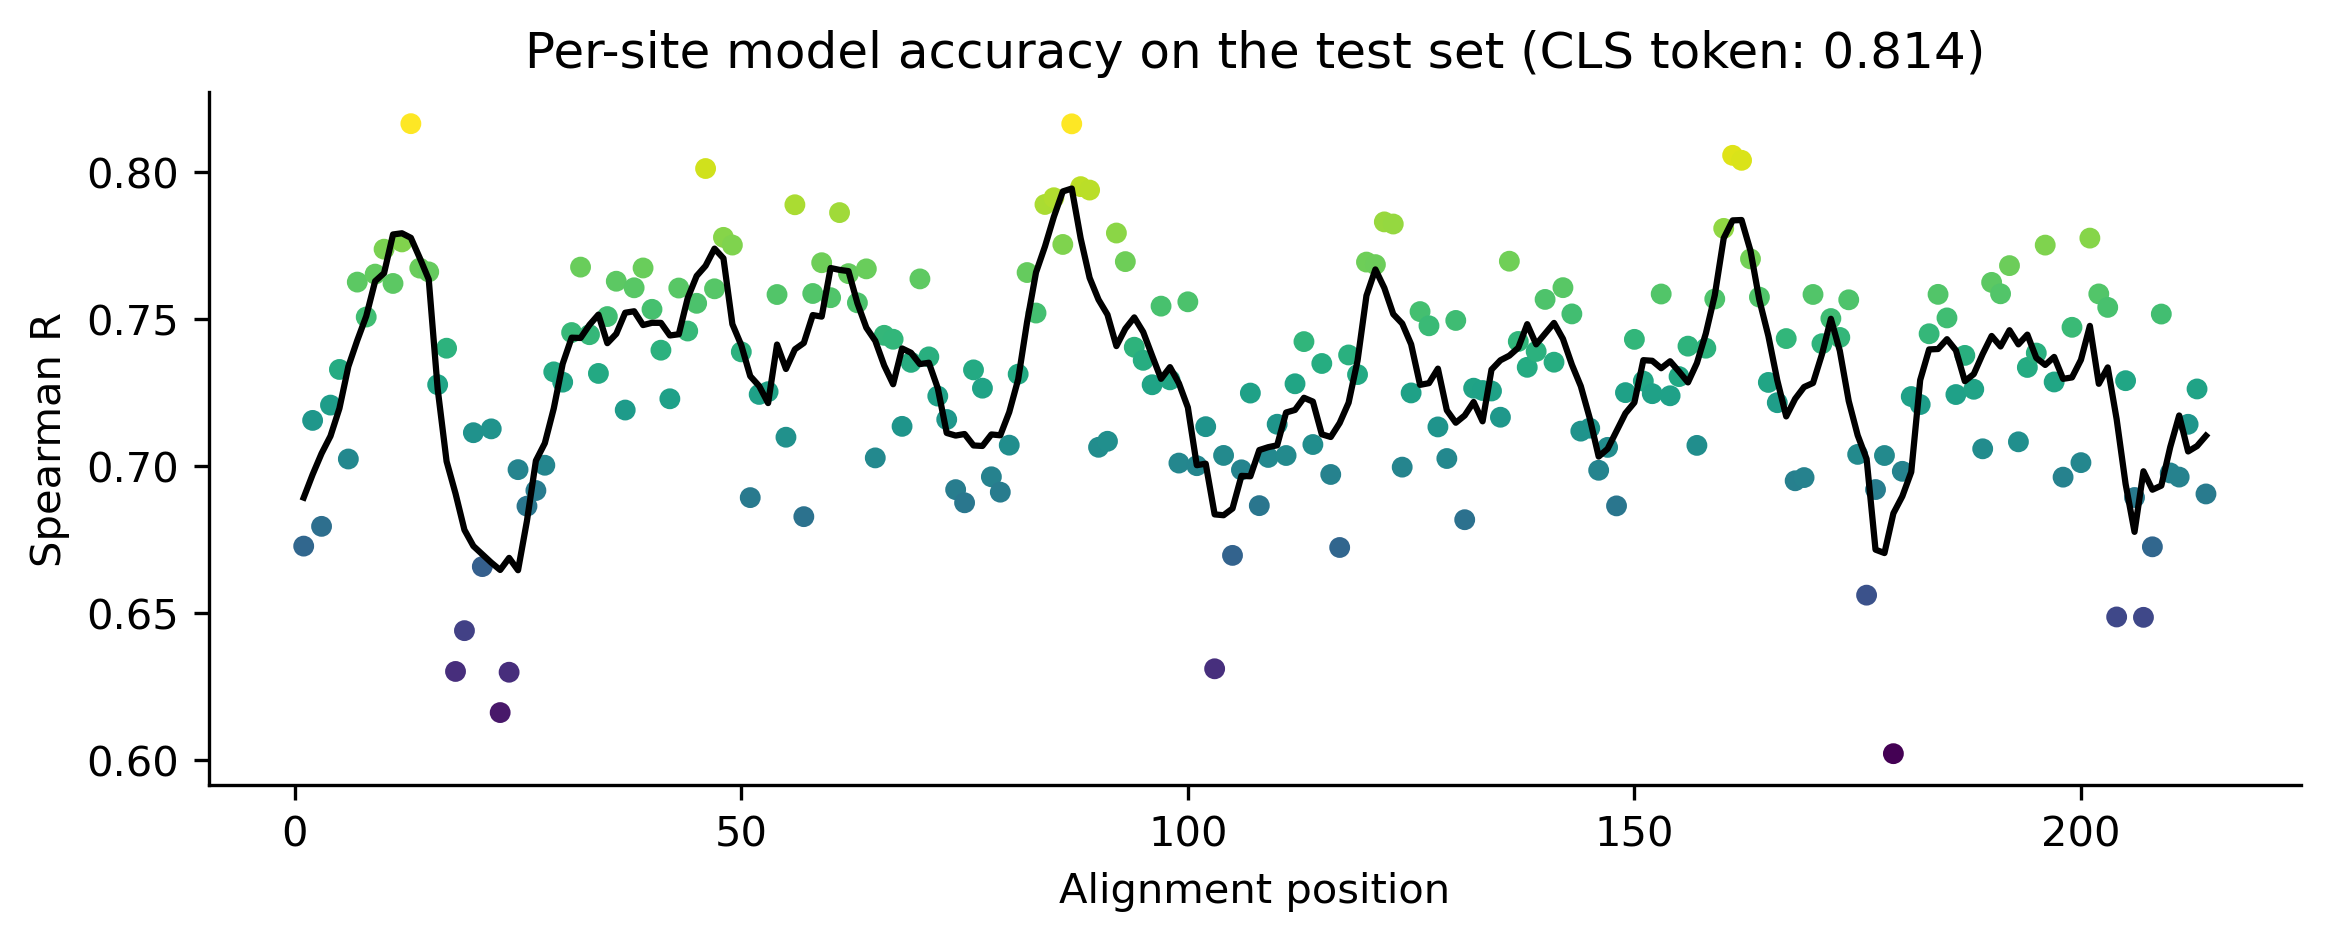 Per-site model accuracy on the test set (CLS token: 0.814)
Spearman R
0.80
0.75
0.70
0.65
0.60
0 50 100 150 200
Alignment position